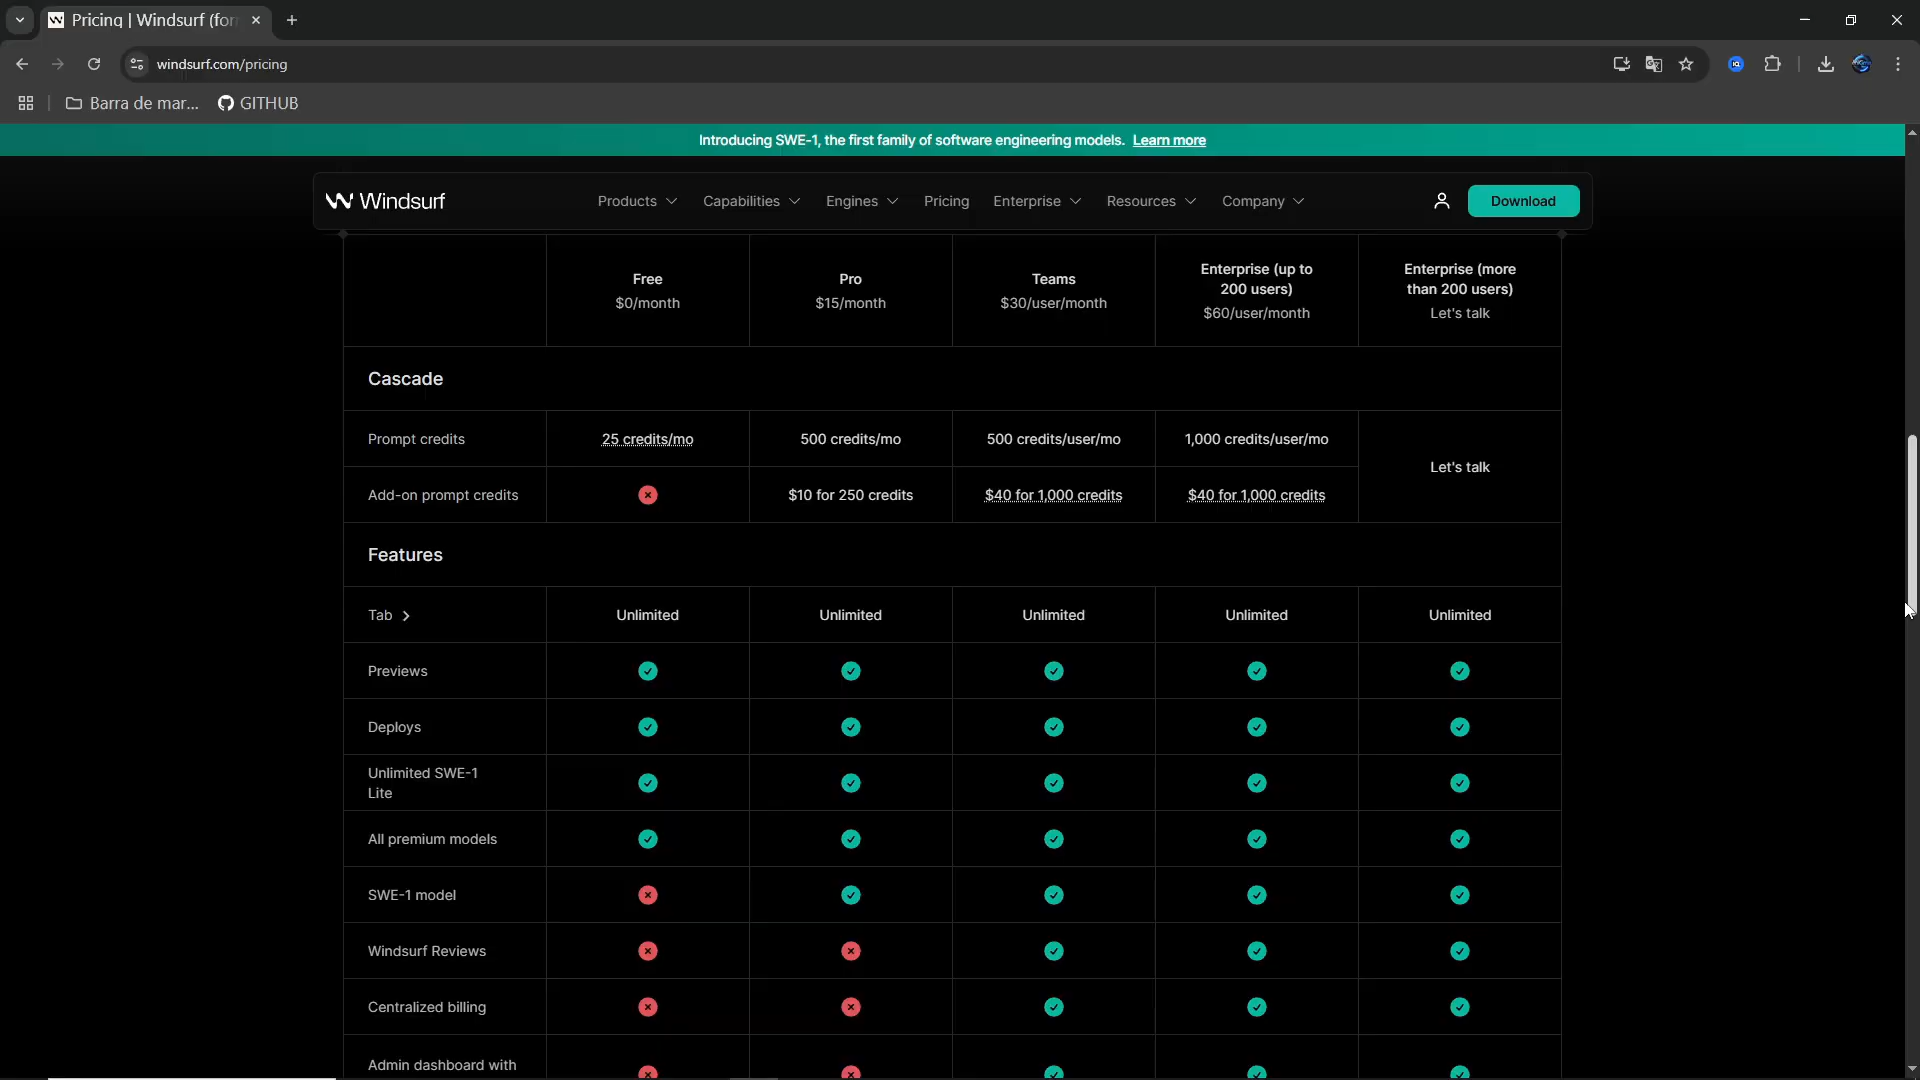 Pricing | Windsurf (for
windsurf.com/pricing
Barra de mar... GITHUB
Introducing SWE-1, the first family of software engineering models. Learn more
Windsurf Products Capabilities Engines Pricing Enterprise Resources Company Download
Free
$0/month
Pro
$15/month
Teams
$30/user/month
Enterprise (up to
200 users)
$60/user/month
Enterprise (more
than 200 users)
Let's talk
Cascade
Prompt credits 25 credits/mo 500 credits/mo 500 credits/user/mo 1,000 credits/user/mo
Let's talk
Add-on prompt credits $10 for 250 credits $40 for 1,000 credits $40 for 1,000 credits
Features
Tab Unlimited Unlimited Unlimited Unlimited Unlimited
Previews
Deploys
Unlimited SWE-1
Lite
All premium models
SWE-1 model
Windsurf Reviews
Centralized billing
Admin dashboard with